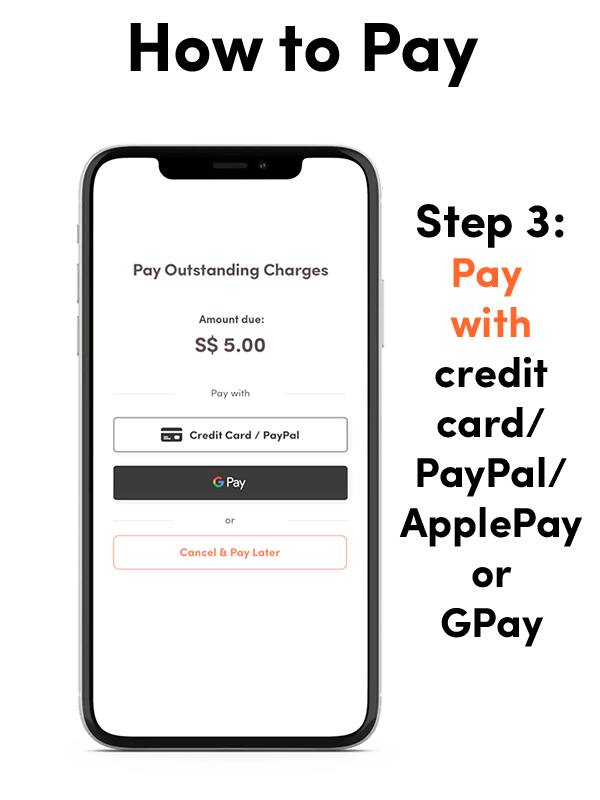 How to Pay
Pay Outstanding Charges
Amount due:
S$ 5.00
Pay with
Credit Card / PayPal
G Pay
or
Cancel & Pay Later
Step 3:
Pay
with
credit
card/
PayPal/
ApplePay
or
GPay